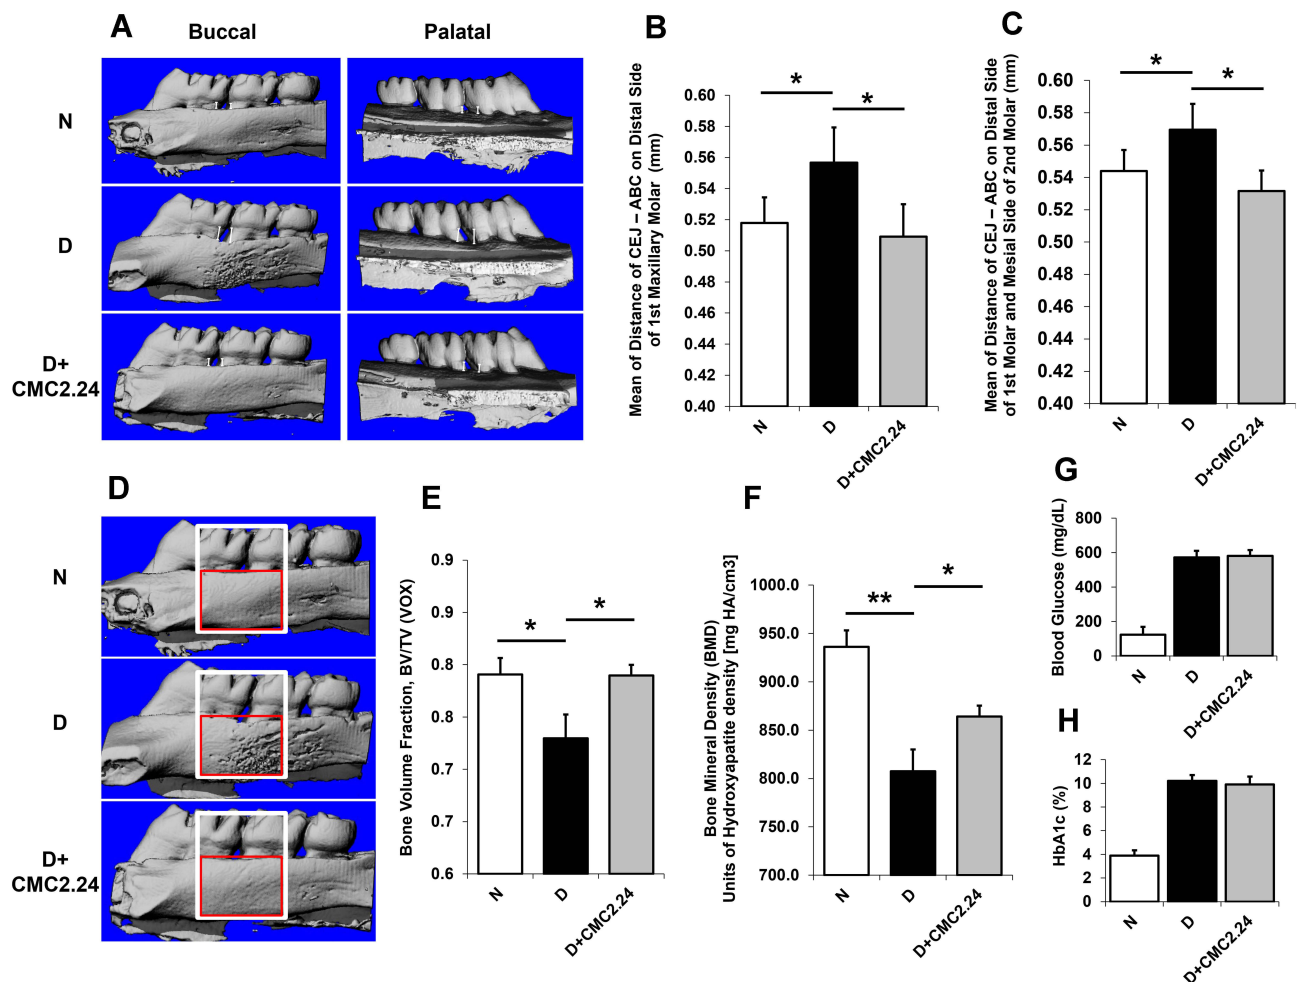 A
Buccal
Palatal
N
D
D+
CMC2.24
B
Mean of Distance of CEJ – ABC on Distal Side
of 1st Maxillary Molar (mm)
0.60
0.58
0.56
0.54
0.52
0.50
0.48
0.46
0.44
0.42
0.40
*
*
N
D
D+CMC2.24
C
Mean of Distance of CEJ – ABC on Distal Side
of 1st Molar and Mesial Side of 2nd Molar (mm)
0.60
0.58
0.56
0.54
0.52
0.50
0.48
0.46
0.44
0.42
0.40
*
*
N
D
D+CMC2.24
D
N
D
D+
CMC2.24
E
Bone Volume Fraction, BV/TV (VOX)
0.9
0.9
0.8
0.8
0.7
0.7
0.6
*
*
N
D
D+CMC2.24
F
Bone Mineral Density (BMD)
Units of Hydroxyapatite density [mg HA/cm3]
1000.0
950.0
900.0
850.0
800.0
750.0
700.0
**
*
N
D
D+CMC2.24
G
Blood Glucose (mg/dL)
800
600
400
200
0
N
D
D+CMC2.24
H
HbA1c (%)
12
10
8
6
4
2
0
N
D
D+CMC2.24